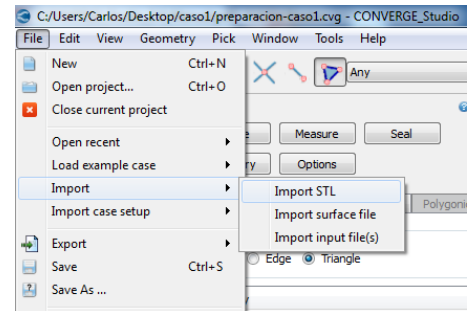 C:/Users/Carlos/Desktop/caso1/preparacion-caso1.cvg - CONVERGE_Studio
File Edit View Geometry Pick Window Tools Help
New Ctrl+N
Any
Open project... Ctrl+O
Close current project
Open recent
Measure Seal
Load example case
Options
Import
Import STL
Import case setup
Import surface file
Export
Import input file(s)
Save Ctrl+S
Edge Triangle
Save As ...